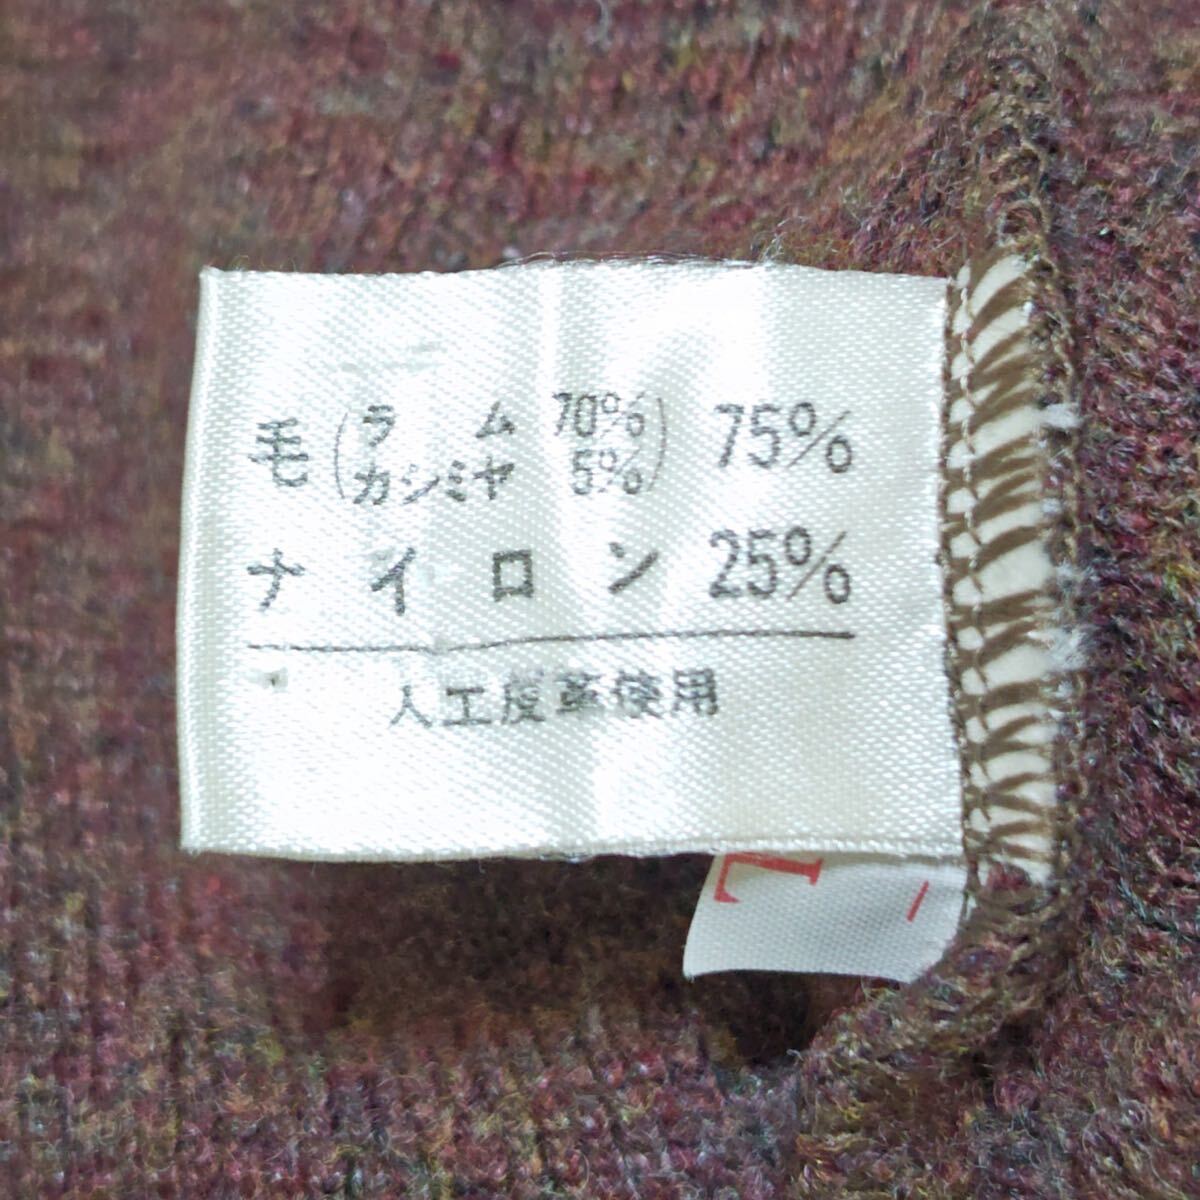 毛(ラム 70% 75%
カシミヤ 5%)
ナイロン 25%
人工皮革使用
L